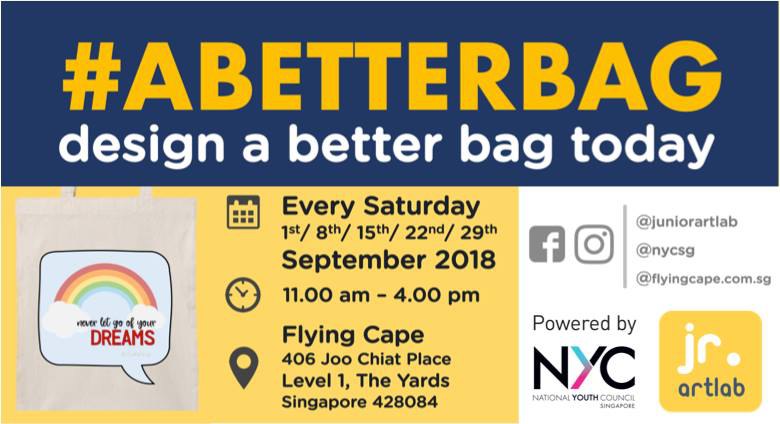 #ABETTERBAG
design a better bag today
never let go of your
DREAMS
Every Saturday
1st/ 8th/ 15th/ 22nd/ 29th
September 2018
11.00 am – 4.00 pm
Flying Cape
406 Joo Chiat Place
Level 1, The Yards
Singapore 428084
@juniorartlab
@nycsg
@flyingcape.com.sg
Powered by
NYC
NATIONAL YOUTH COUNCIL
SINGAPORE
jr.
artlab